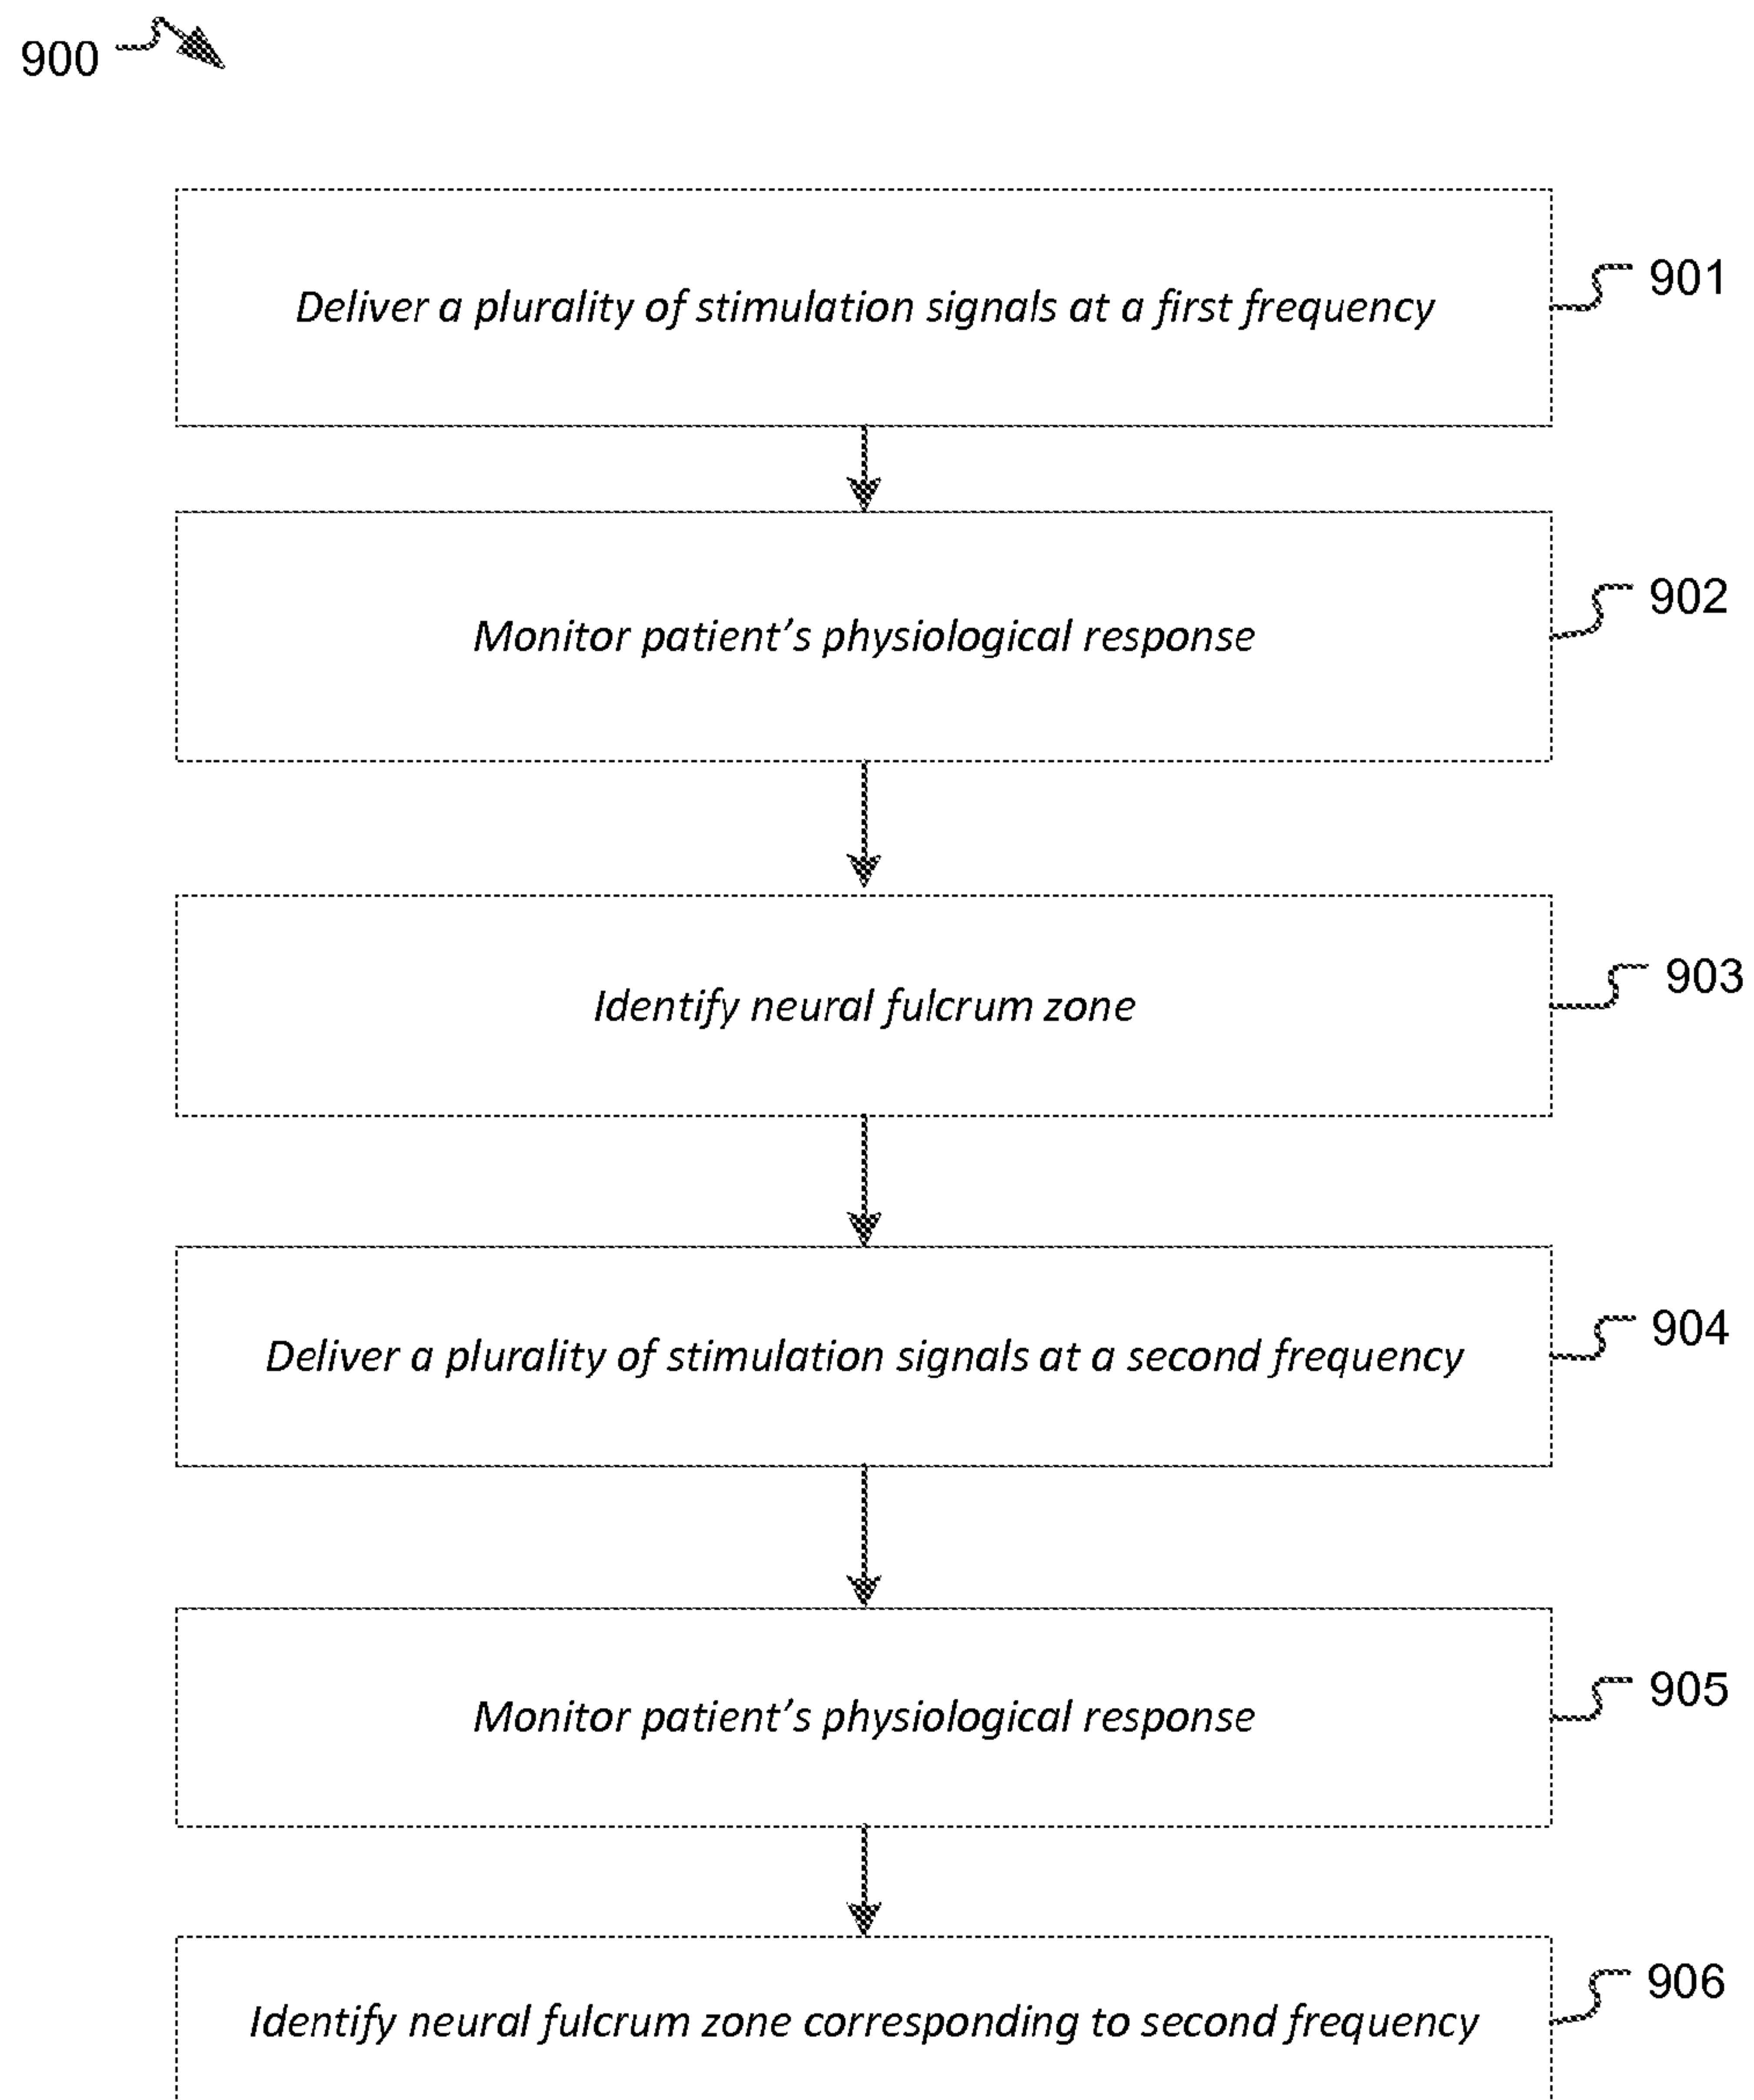 900
Deliver a plurality of stimulation signals at a first frequency
901
Monitor patient’s physiological response
902
Identify neural fulcrum zone
903
Deliver a plurality of stimulation signals at a second frequency
904
Monitor patient’s physiological response
905
Identify neural fulcrum zone corresponding to second frequency
906